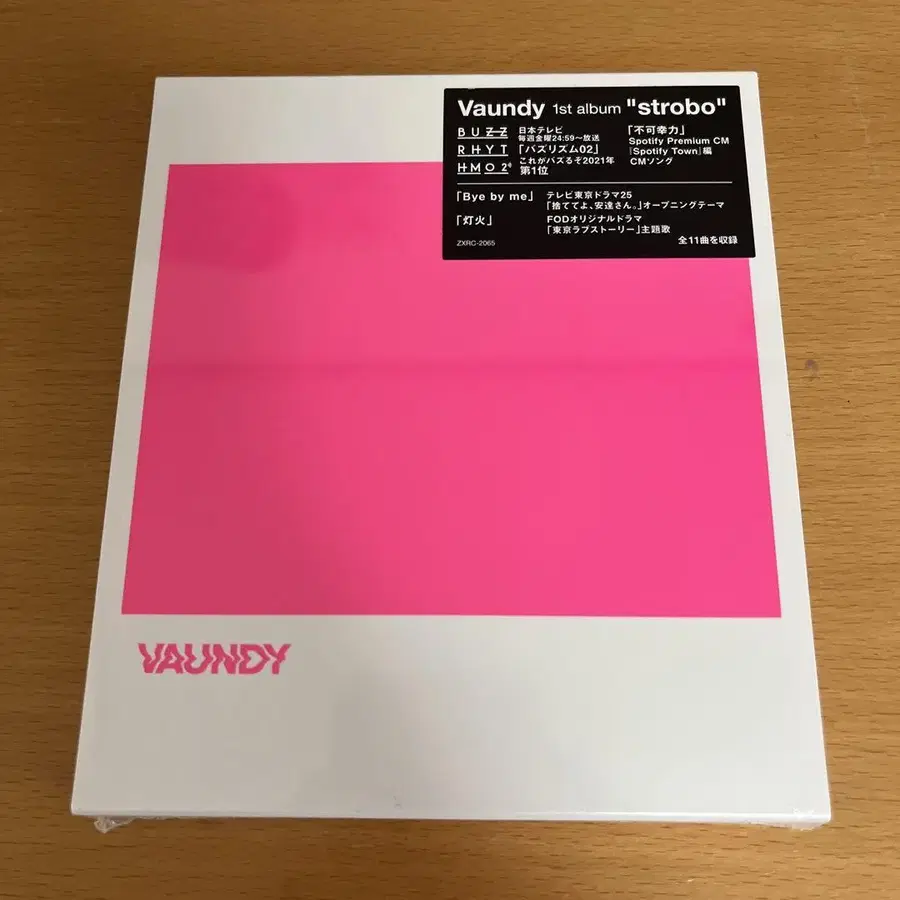 Vaundy 1st album "strobo"
BUZZ
RHYT
HMO 2
日本テレビ
毎週金曜24:59〜放送
「バズリズム02」
これがバズるぞ2021年
第1位
「不可幸力」
Spotify Premium CM
「Spotify Town」編
CMソング
「Bye by me」 テレビ東京ドラマ25
「捨ててよ、安達さん。」オープニングテーマ
「灯火」 FODオリジナルドラマ
「東京ラブストーリー」主題歌
ZXRC-2065 全11曲を収録
VAUNDY